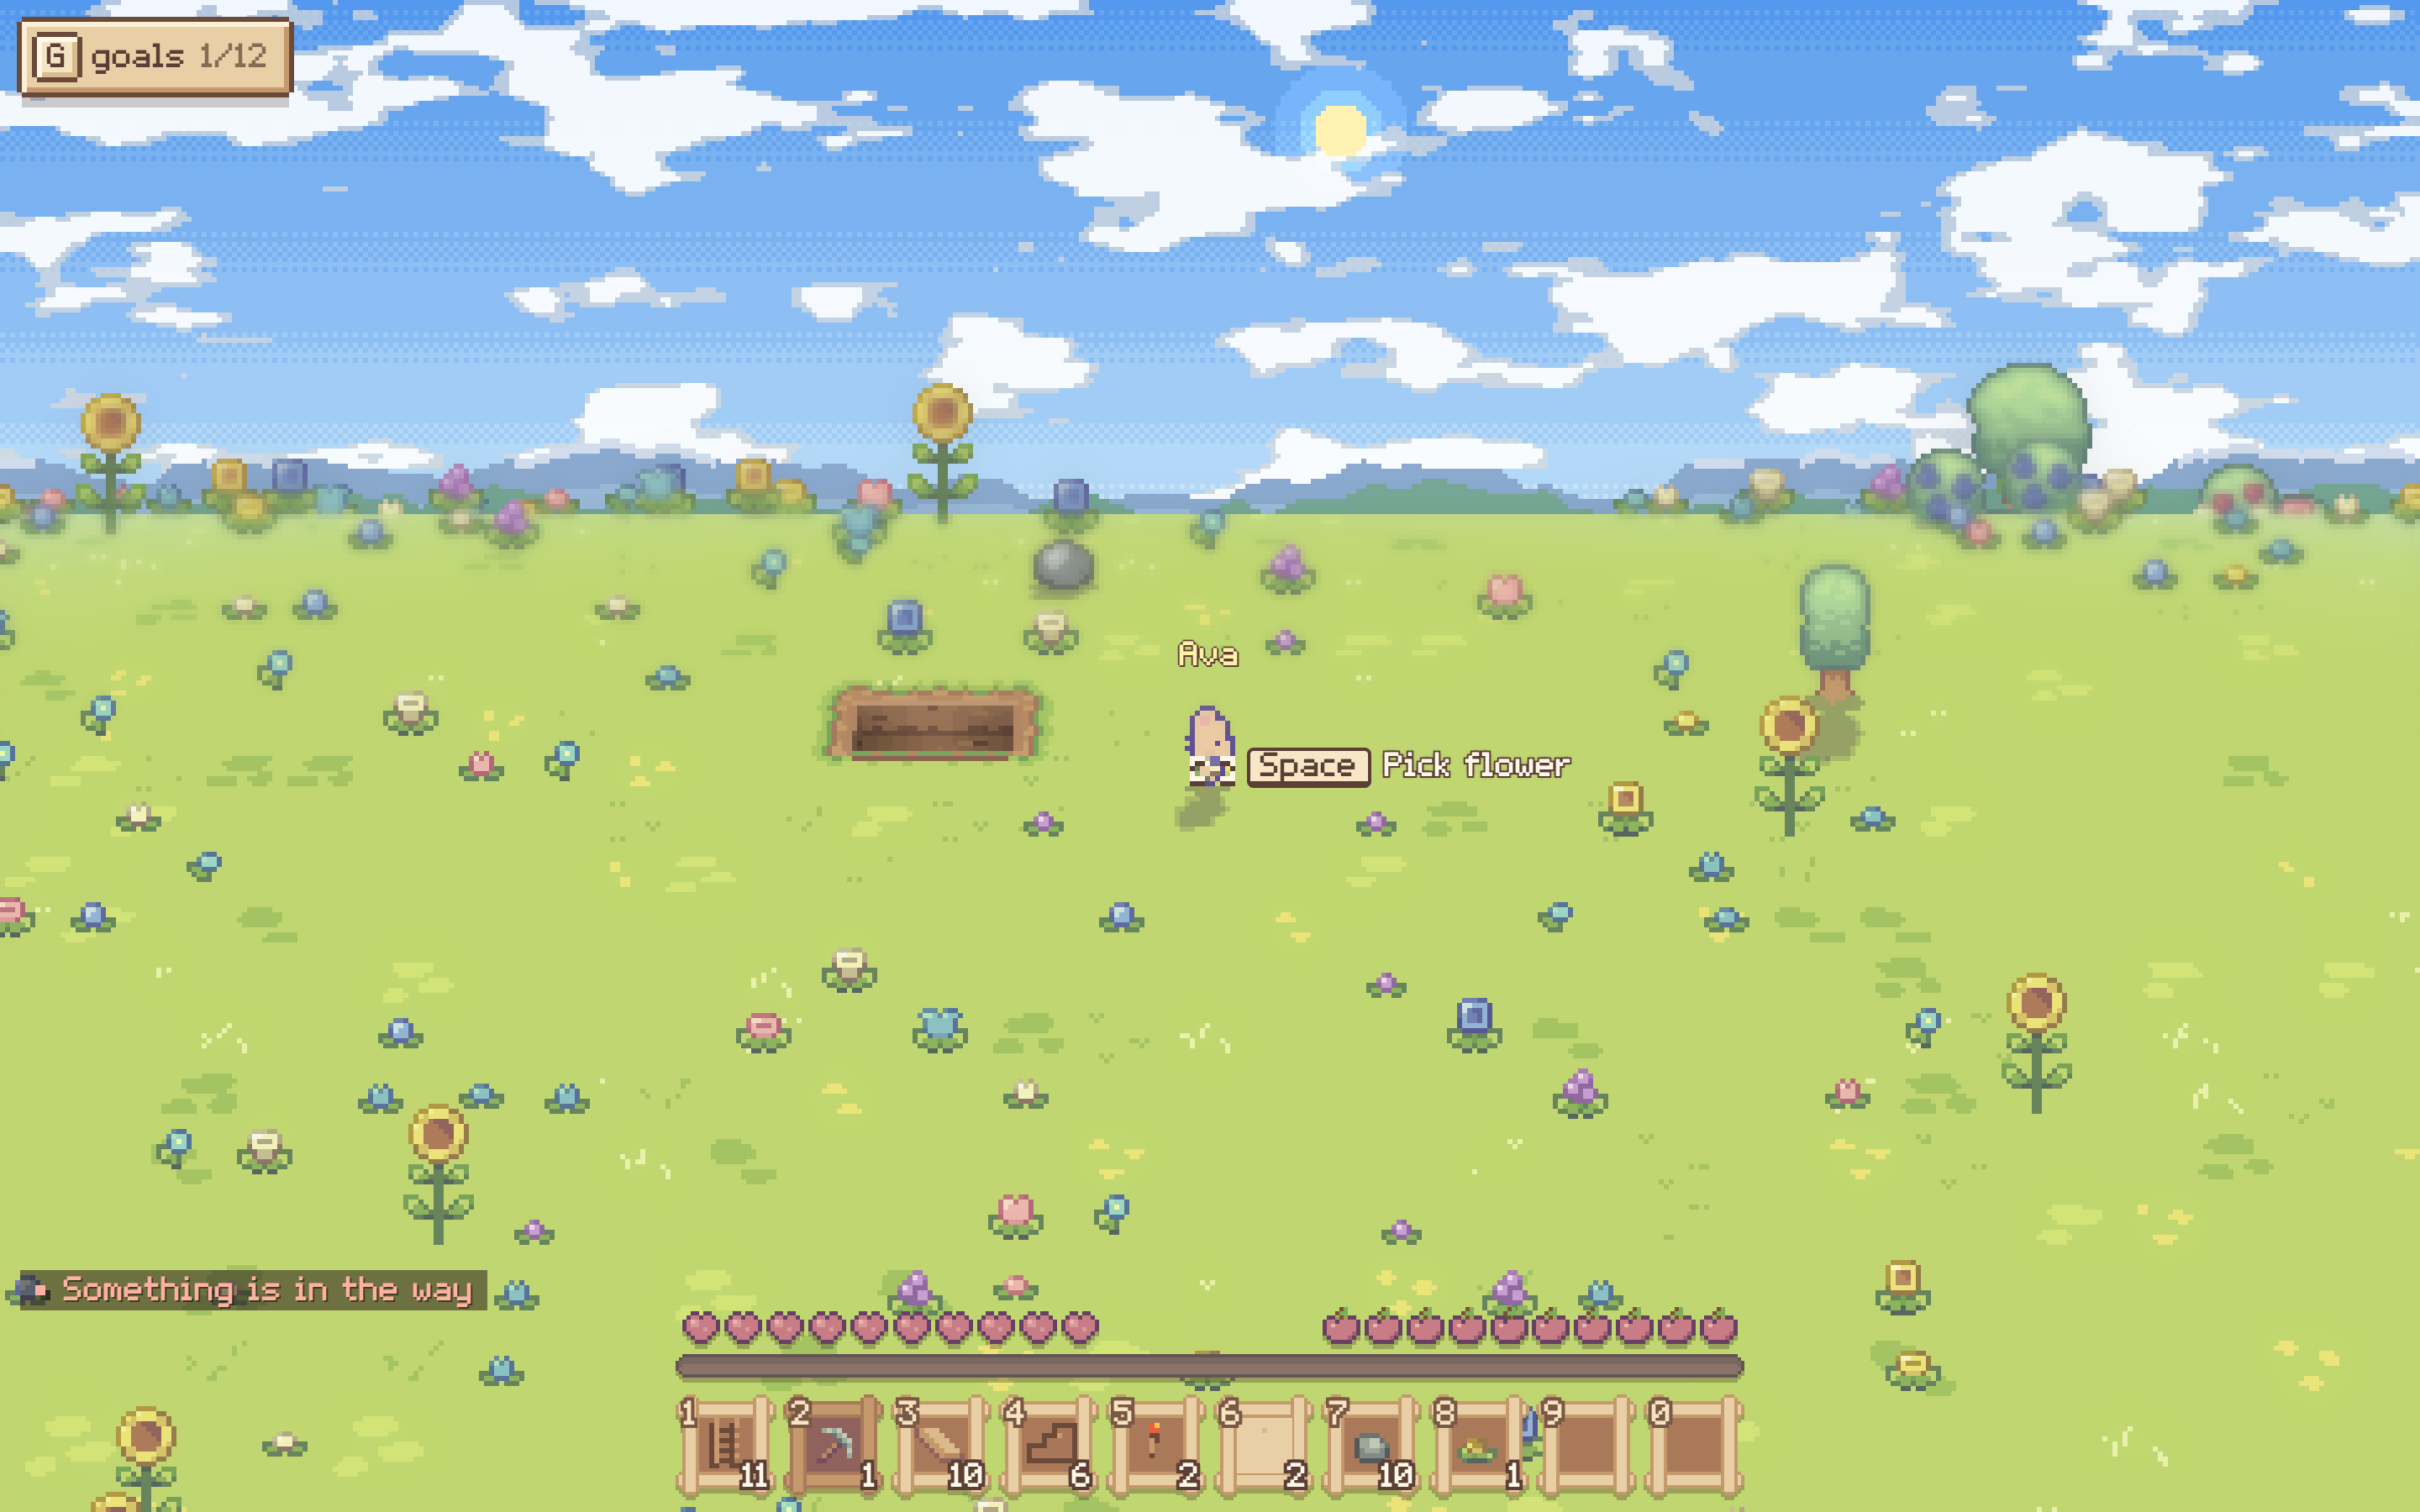 G goals 1/12
Ava
Space Pick flower
Something is in the way
1 2 3 4 5 6 7 8 9 0
11 1 10 6 2 2 10 1